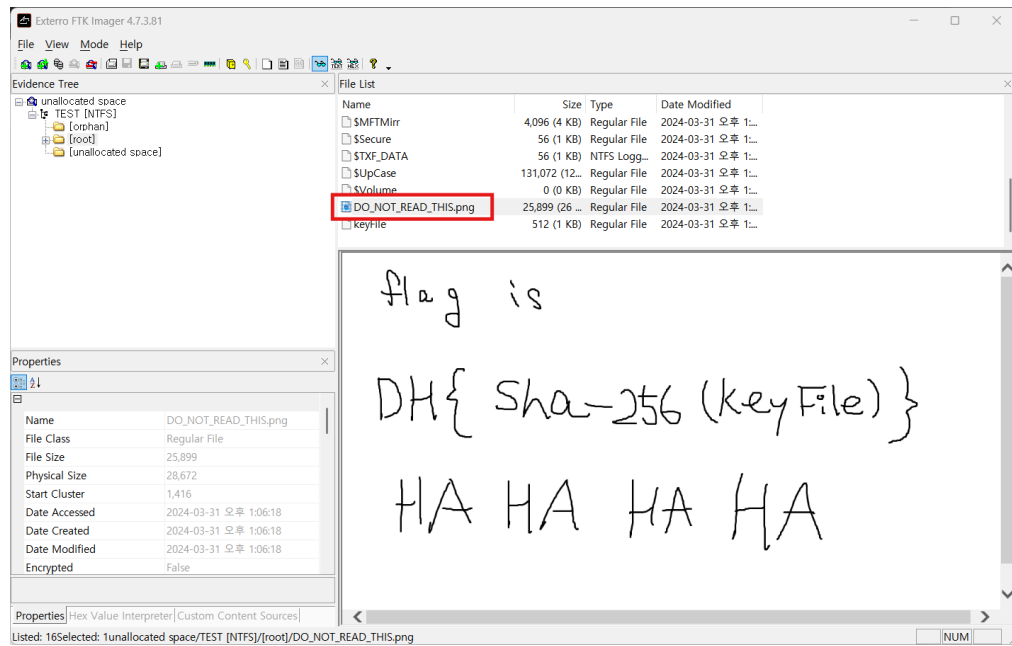 Exterro FTK Imager 4.7.3.81
File View Mode Help
Evidence Tree
unallocated space
TEST [NTFS]
[orphan]
[root]
[unallocated space]
File List
Name Size Type Date Modified
$MFTMirr 4,096 (4 KB) Regular File 2024-03-31 오후 1:...
$Secure 56 (1 KB) Regular File 2024-03-31 오후 1:...
$TXF_DATA 56 (1 KB) NTFS Logg... 2024-03-31 오후 1:...
$UpCase 131,072 (12... Regular File 2024-03-31 오후 1:...
$Volume 0 (0 KB) Regular File 2024-03-31 오후 1:...
DO_NOT_READ_THIS.png 25,899 (26 ... Regular File 2024-03-31 오후 1:...
keyFile 512 (1 KB) Regular File 2024-03-31 오후 1:...
flag is
DH{ Sha-256 (keyFile) }
HA HA HA HA
Properties
Name DO_NOT_READ_THIS.png
File Class Regular File
File Size 25,899
Physical Size 28,672
Start Cluster 1,416
Date Accessed 2024-03-31 오후 1:06:18
Date Created 2024-03-31 오후 1:06:18
Date Modified 2024-03-31 오후 1:06:18
Encrypted False
Properties Hex Value Interpreter Custom Content Sources
Listed: 16Selected: 1unallocated space/TEST [NTFS]/[root]/DO_NOT_READ_THIS.png NUM